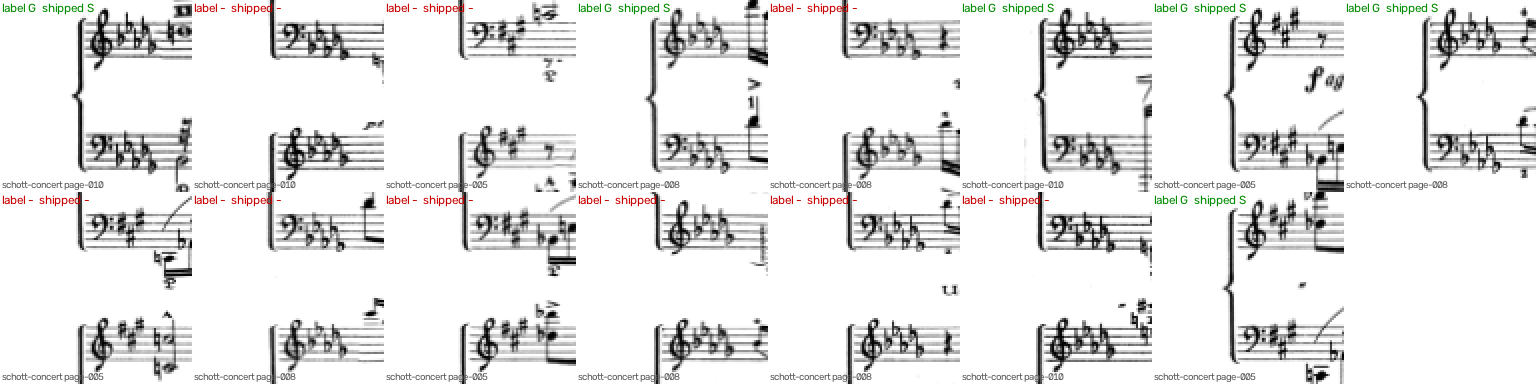 label G shipped S
label - shipped -
label - shipped -
label G shipped S
label - shipped -
label G shipped S
label G shipped S
label G shipped S
f ag
schott-concert page-010
schott-concert page-010
schott-concert page-005
schott-concert page-008
schott-concert page-008
schott-concert page-010
schott-concert page-005
schott-concert page-008
label - shipped -
label - shipped -
label - shipped -
label - shipped -
label - shipped -
label - shipped -
label G shipped S
schott-concert page-005
schott-concert page-008
schott-concert page-005
schott-concert page-008
schott-concert page-008
schott-concert page-010
schott-concert page-005